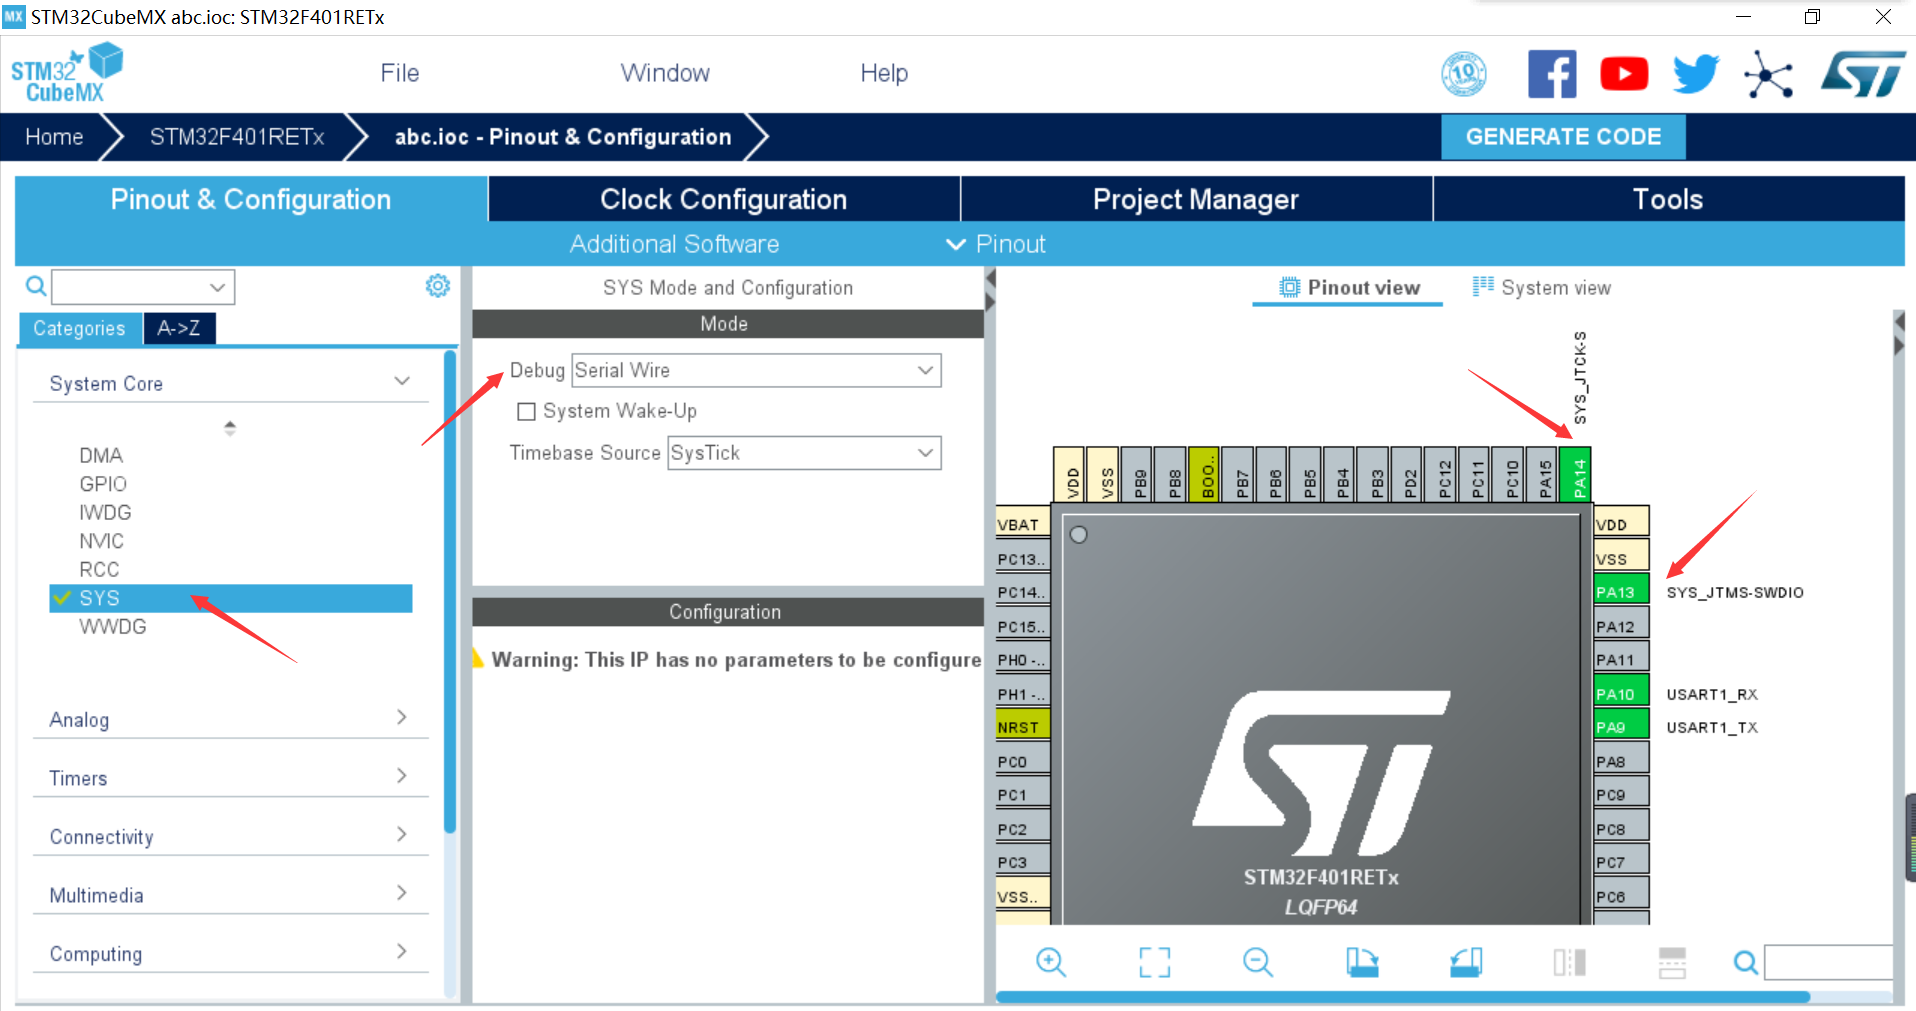 MX STM32CubeMX abc.ioc: STM32F401RETx
STM32 CubeMX
File
Window
Help
10
Home
STM32F401RETx
abc.ioc - Pinout & Configuration
GENERATE CODE
Pinout & Configuration
Clock Configuration
Project Manager
Tools
Additional Software
Pinout
Categories
A->Z
System Core
DMA
GPIO
IWDG
NVIC
RCC
SYS
WWDG
Analog
Timers
Connectivity
Multimedia
Computing
SYS Mode and Configuration
Mode
Debug Serial Wire
System Wake-Up
Timebase Source SysTick
Configuration
Warning: This IP has no parameters to be configure
Pinout view
System view
SYS_JTCK-S
VDD
VSS
PB9
PB8
BOO..
PB7
PB6
PB5
PB4
PB3
PD2
PC12
PC11
PC10
PA15
PA14
VBAT
PC13..
PC14..
PC15..
PH0 -..
PH1 -..
NRST
PC0
PC1
PC2
PC3
VSS..
VDD
VSS
PA13 SYS_JTMS-SWDIO
PA12
PA11
PA10 USART1_RX
PA9 USART1_TX
PA8
PC9
PC8
PC7
PC6
STM32F401RETx
LQFP64